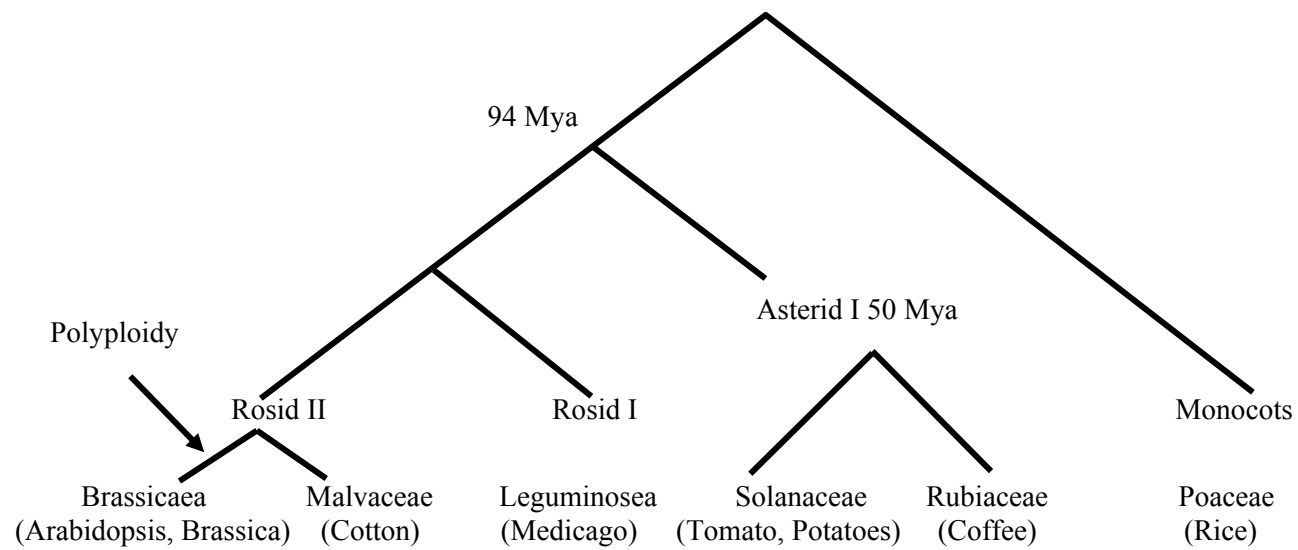 94 Mya
Asterid I 50 Mya
Polyploidy
Rosid II
Rosid I
Monocots
Brassicaea
(Arabidopsis, Brassica)
Malvaceae
(Cotton)
Leguminosea
(Medicago)
Solanaceae
(Tomato, Potatoes)
Rubiaceae
(Coffee)
Poaceae
(Rice)